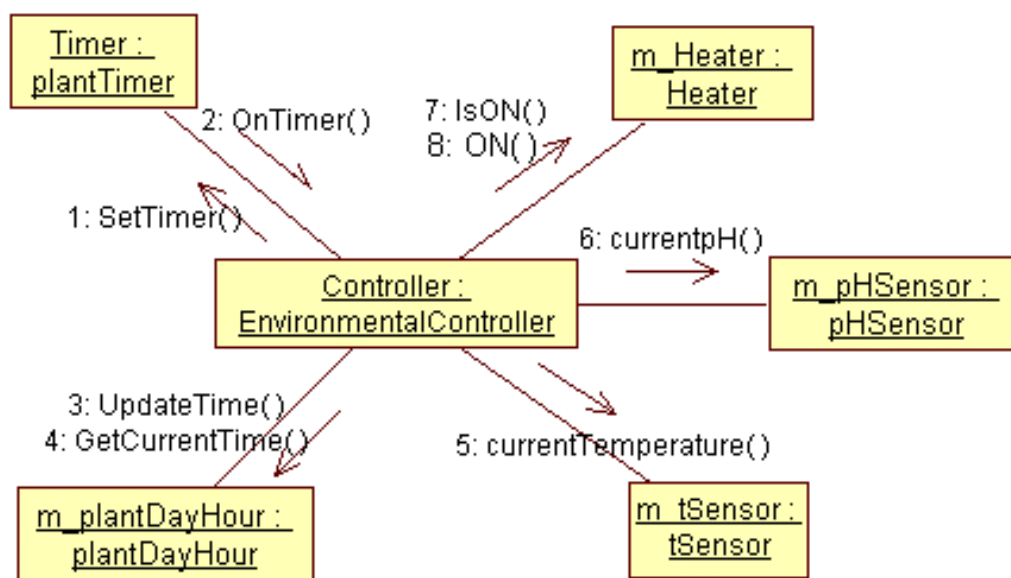 Timer :
plantTimer
m_Heater :
Heater
2: OnTimer()
7: IsON()
8: ON()
1: SetTimer()
6: currentpH()
Controller :
EnvironmentalController
m_pHSensor :
pHSensor
3: UpdateTime()
4: GetCurrentTime()
5: currentTemperature()
m_plantDayHour :
plantDayHour
m_tSensor :
tSensor